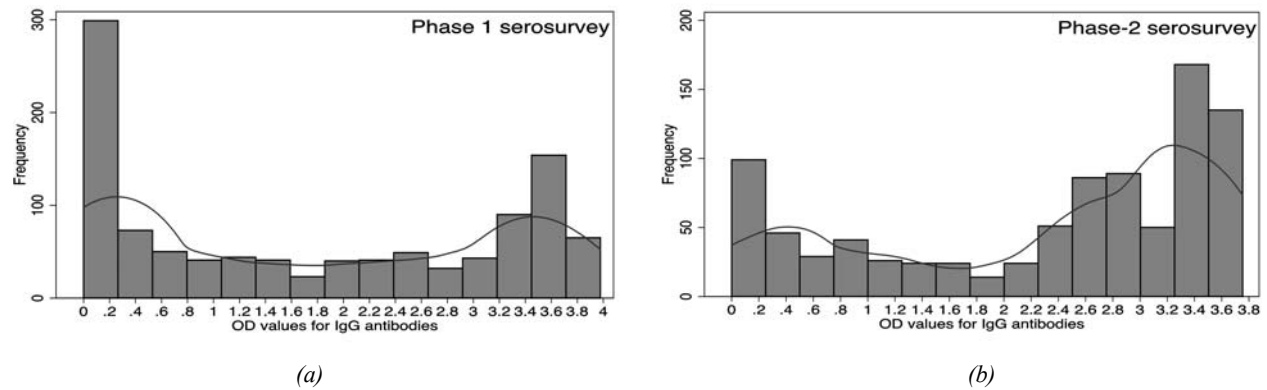 Phase 1 serosurvey
Frequency
300
200
100
0
0 .2 .4 .6 .8 1 1.2 1.4 1.6 1.8 2 2.2 2.4 2.6 2.8 3 3.2 3.4 3.6 3.8 4
OD values for IgG antibodies
(a)
Phase-2 serosurvey
Frequency
200
150
100
50
0
0 .2 .4 .6 .8 1 1.2 1.4 1.6 1.8 2 2.2 2.4 2.6 2.8 3 3.2 3.4 3.6 3.8
OD values for IgG antibodies
(b)